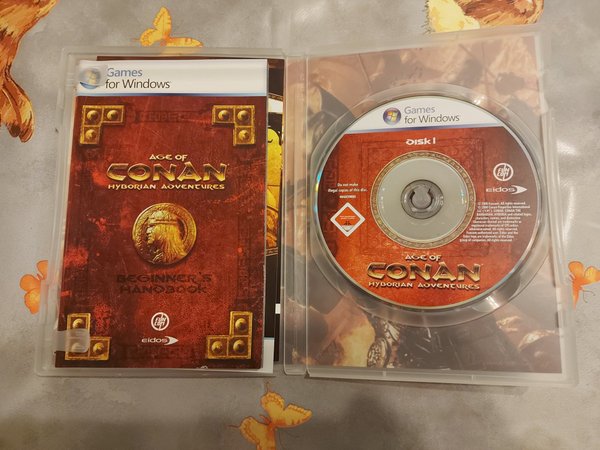 Games
for Windows
AGE OF
CONAN
HYBORIAN ADVENTURES
BEGINNER'S
HANDBOOK
eidos
Games
for Windows
DISK 1
Do not make
illegal copies of this disc.
eidos
AGE OF
CONAN
HYBORIAN ADVENTURES